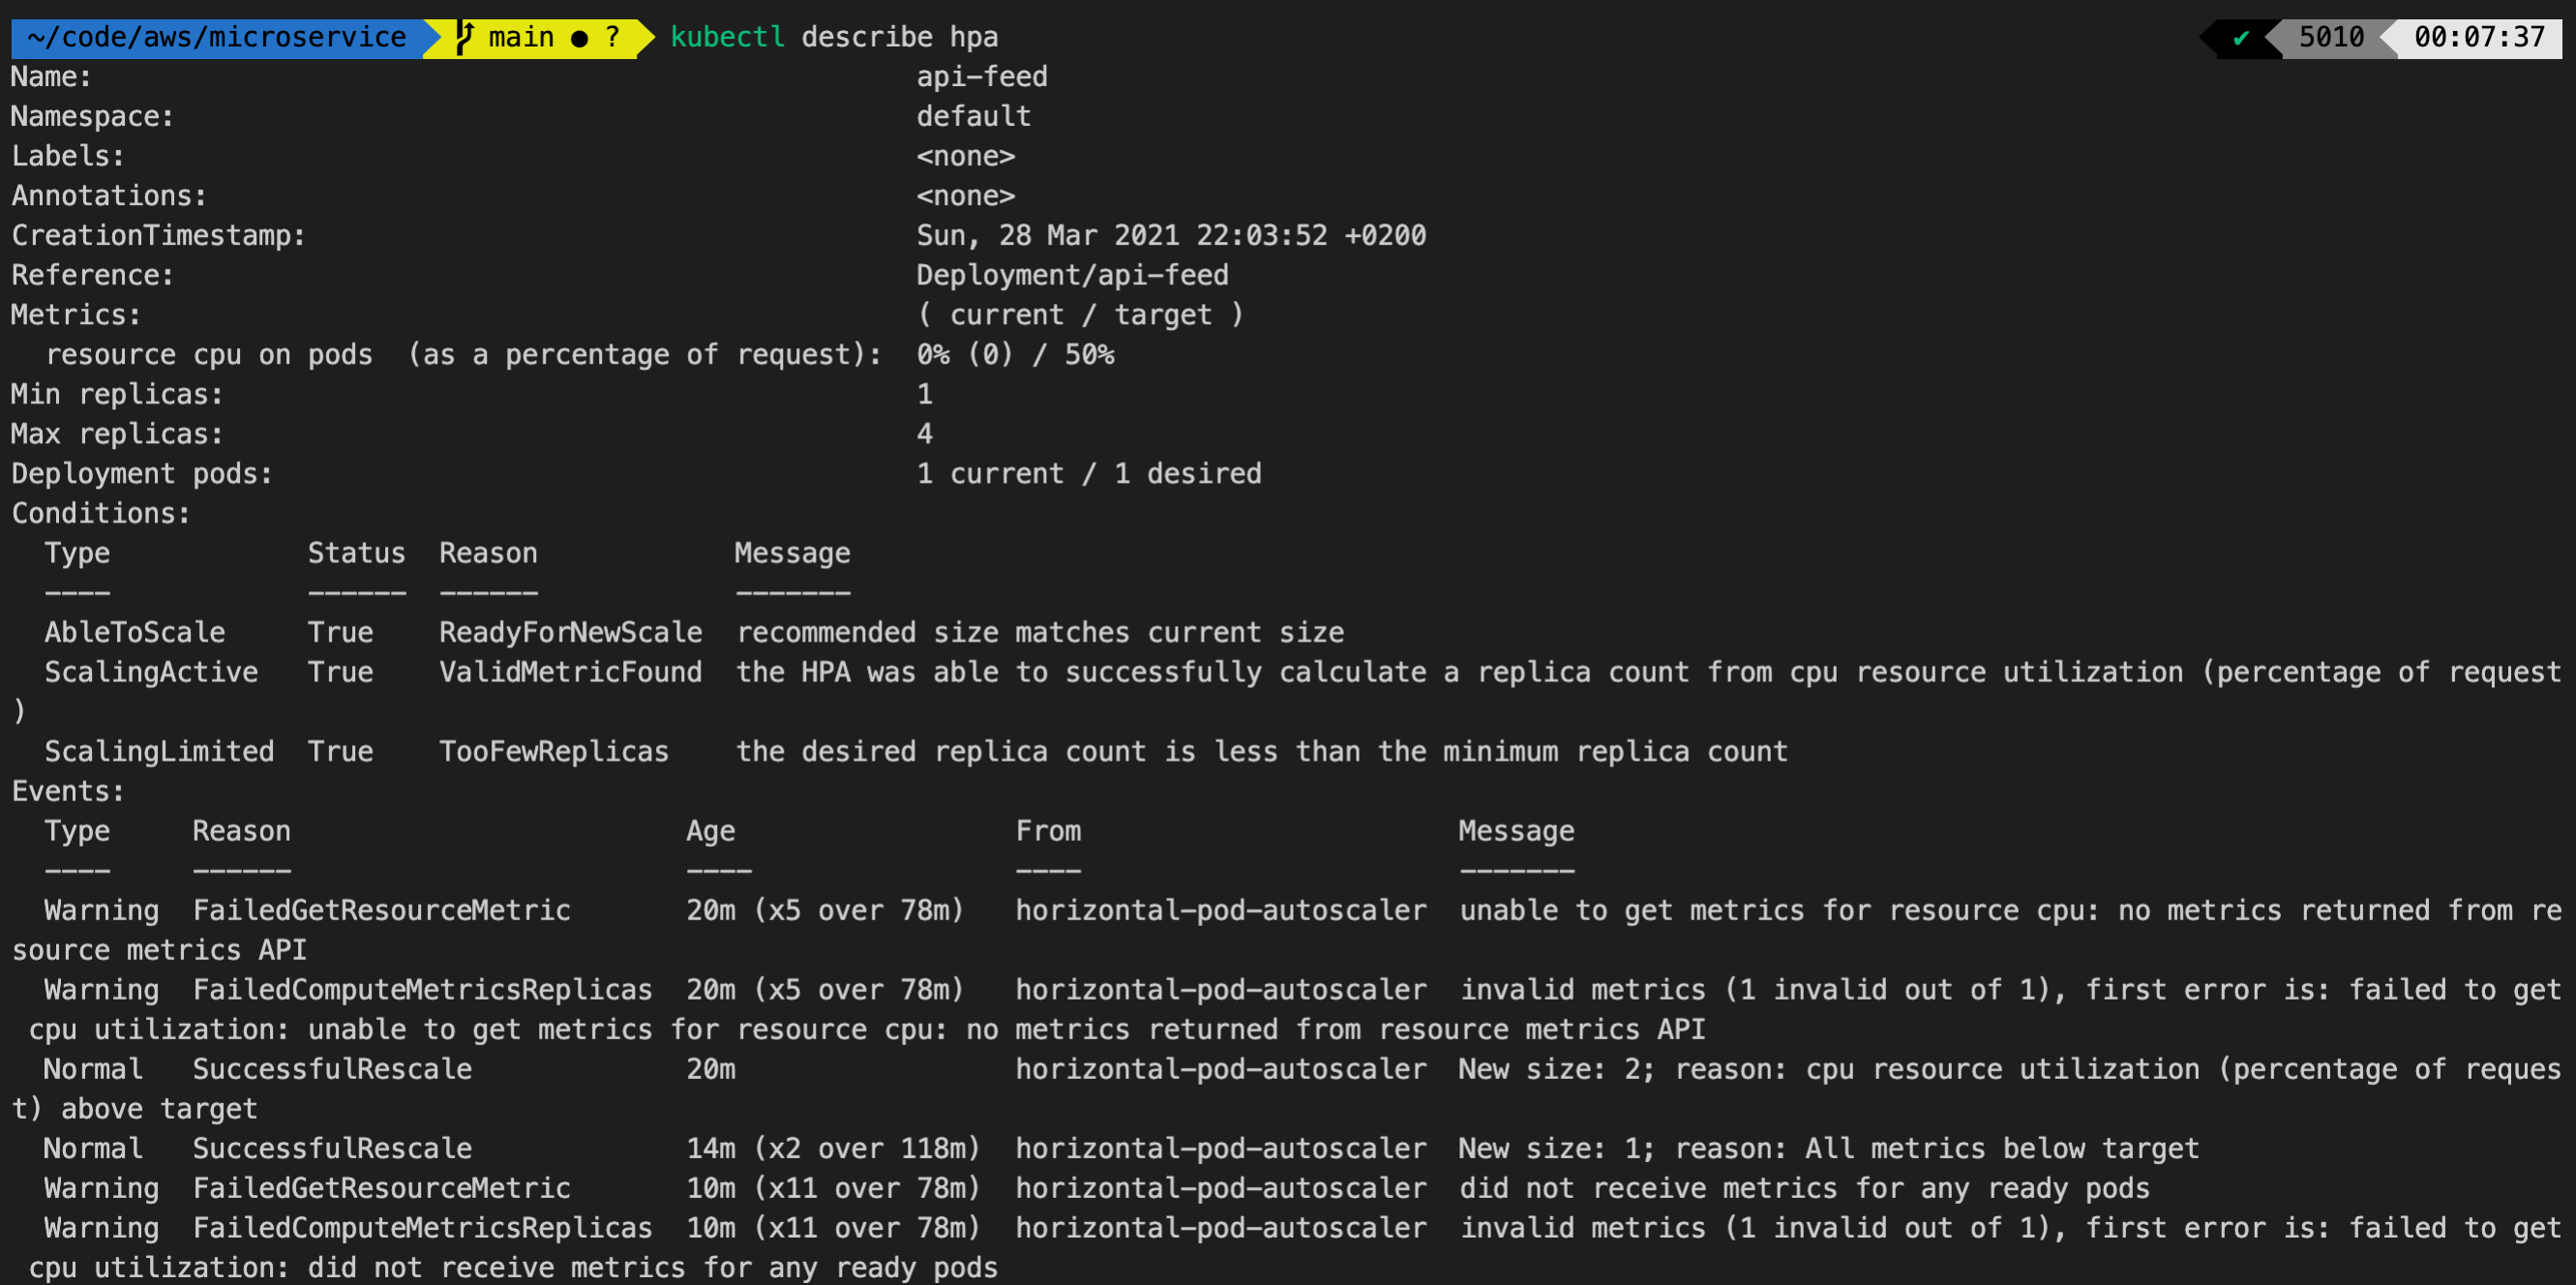 ~/code/aws/microservice main ● ? kubectl describe hpa ✔ 5010 00:07:37
Name: api-feed
Namespace: default
Labels: <none>
Annotations: <none>
CreationTimestamp: Sun, 28 Mar 2021 22:03:52 +0200
Reference: Deployment/api-feed
Metrics: ( current / target )
resource cpu on pods (as a percentage of request): 0% (0) / 50%
Min replicas: 1
Max replicas: 4
Deployment pods: 1 current / 1 desired
Conditions:
Type Status Reason Message
---- ------ ------ -------
AbleToScale True ReadyForNewScale recommended size matches current size
ScalingActive True ValidMetricFound the HPA was able to successfully calculate a replica count from cpu resource utilization (percentage of request
)
ScalingLimited True TooFewReplicas the desired replica count is less than the minimum replica count
Events:
Type Reason Age From Message
---- ------ ---- ---- -------
Warning FailedGetResourceMetric 20m (x5 over 78m) horizontal-pod-autoscaler unable to get metrics for resource cpu: no metrics returned from re
source metrics API
Warning FailedComputeMetricsReplicas 20m (x5 over 78m) horizontal-pod-autoscaler invalid metrics (1 invalid out of 1), first error is: failed to get
cpu utilization: unable to get metrics for resource cpu: no metrics returned from resource metrics API
Normal SuccessfulRescale 20m horizontal-pod-autoscaler New size: 2; reason: cpu resource utilization (percentage of reques
t) above target
Normal SuccessfulRescale 14m (x2 over 118m) horizontal-pod-autoscaler New size: 1; reason: All metrics below target
Warning FailedGetResourceMetric 10m (x11 over 78m) horizontal-pod-autoscaler did not receive metrics for any ready pods
Warning FailedComputeMetricsReplicas 10m (x11 over 78m) horizontal-pod-autoscaler invalid metrics (1 invalid out of 1), first error is: failed to get
cpu utilization: did not receive metrics for any ready pods